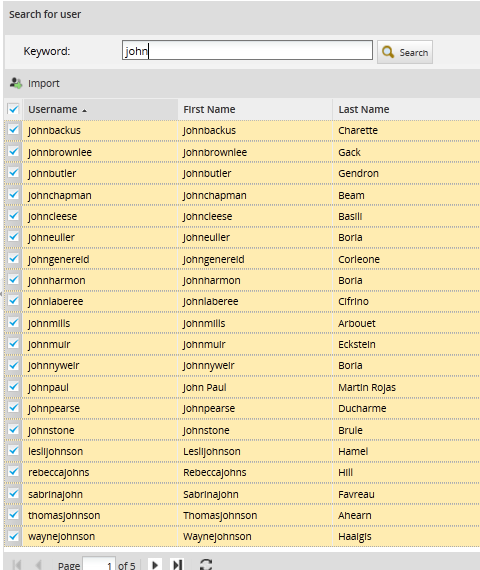 Search for user
Keyword: john Search
Import
Username First Name Last Name
johnbackus Johnbackus Charette
johnbrownlee Johnbrownlee Gack
johnbutler Johnbutler Gendron
johnchapman Johnchapman Beam
johncleese Johncleese Basili
johneuller Johneuller Boria
johngenereid Johngenereid Corleone
johnharmon Johnharmon Boria
johnlaberee Johnlaberee Cifrino
johnmills Johnmills Arbouet
johnmuir Johnmuir Eckstein
johnnyweir Johnnyweir Boria
johnpaul John Paul Martin Rojas
johnpearse Johnpearse Ducharme
johnstone Johnstone Brule
leslijohnson Leslijohnson Hamel
rebeccajohns Rebeccajohns Hill
sabrinajohn Sabrinajohn Favreau
thomasjohnson Thomasjohnson Ahearn
waynejohnson Waynejohnson Haalgis
Page 1 of 5